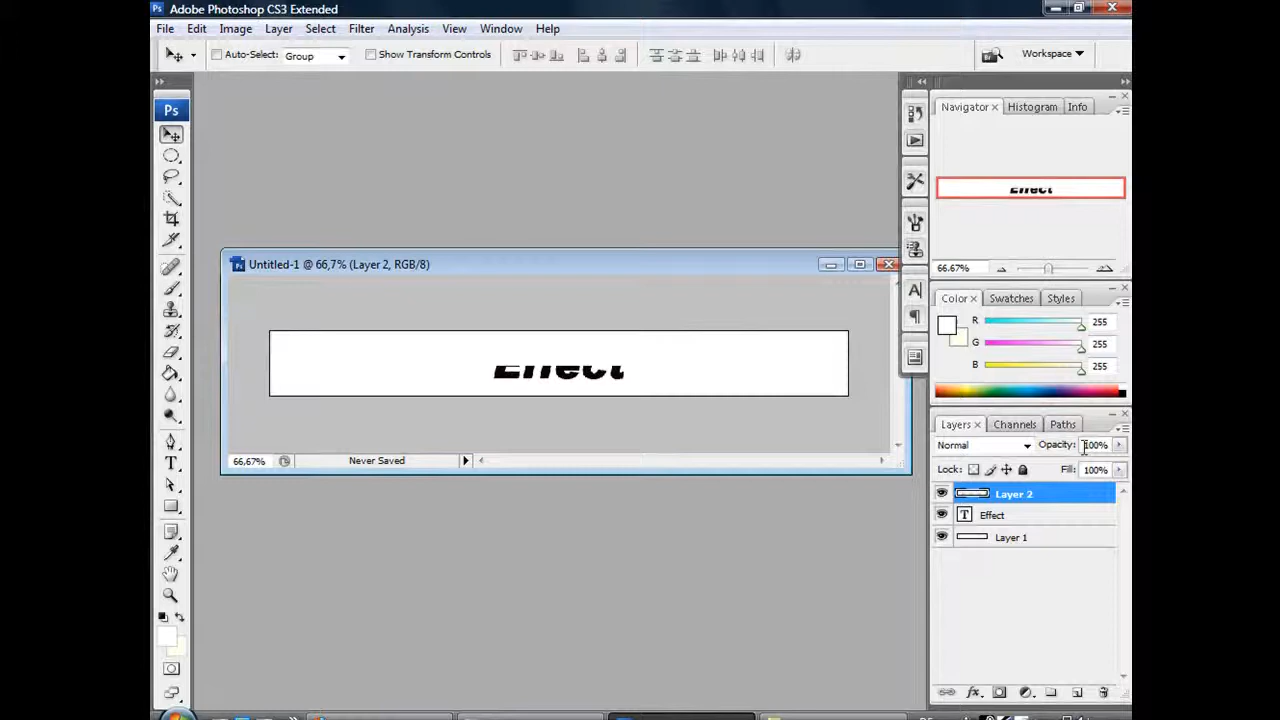 Ps Adobe Photoshop CS3 Extended
File Edit Image Layer Select Filter Analysis View Window Help
Auto-Select: Group Show Transform Controls Workspace
Ps
Navigator × Histogram Info
Effect
66.67%
Untitled-1 @ 66,7% (Layer 2, RGB/8)
Effect
66,67% Never Saved
Color × Swatches Styles
R 255
G 255
B 255
Layers × Channels Paths
Normal Opacity: 100%
Lock: Fill: 100%
Layer 2
T Effect
Layer 1
fx